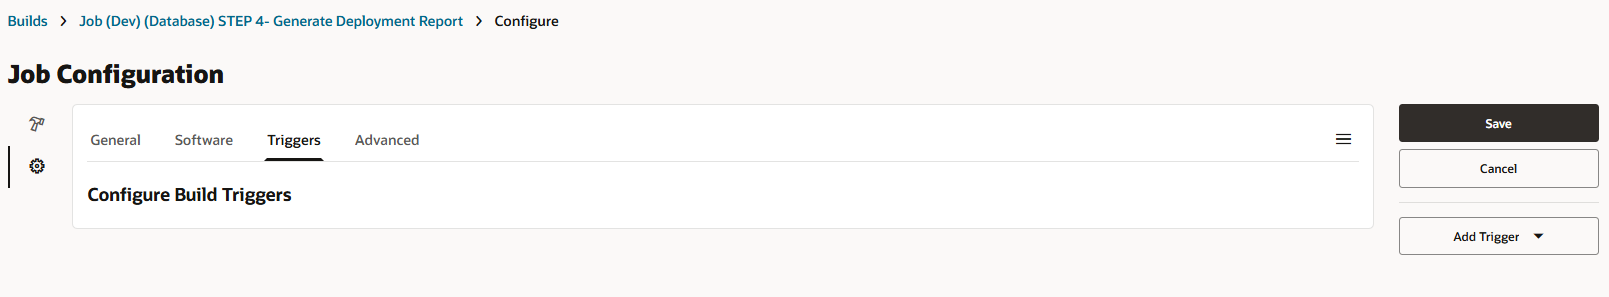 Builds > Job (Dev) (Database) STEP 4- Generate Deployment Report > Configure
Job Configuration
General Software Triggers Advanced
Configure Build Triggers
Save
Cancel
Add Trigger